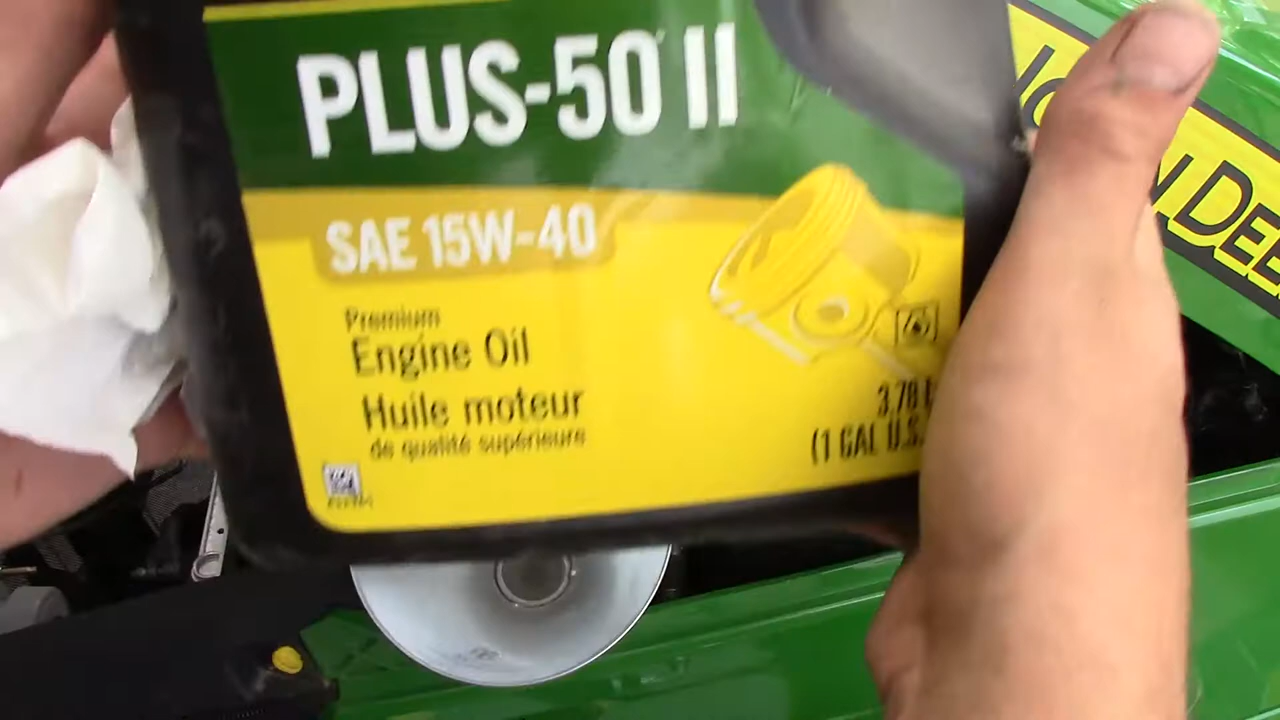 PLUS-50 II
SAE 15W-40
Premium
Engine Oil
Huile moteur
de qualité supérieure
3.78
(1 GAL U.S.
DEE